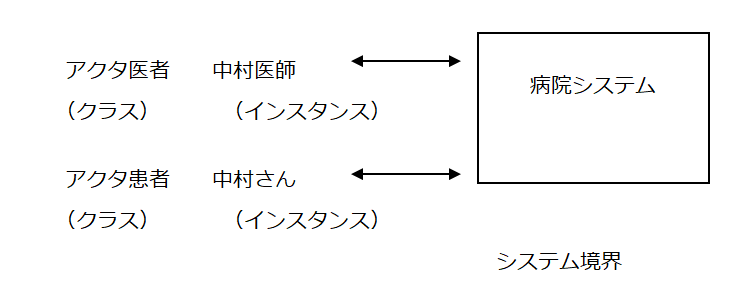 アクタ医者 中村医師
（クラス） （インスタンス）
病院システム
アクタ患者 中村さん
（クラス） （インスタンス）
システム境界